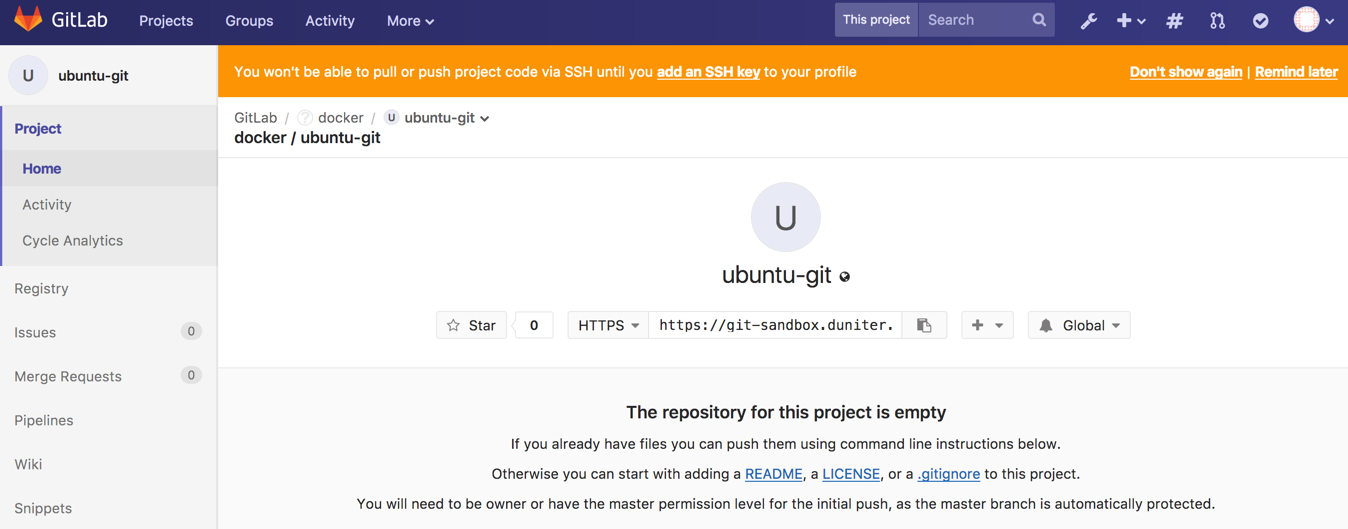 GitLab Projects Groups Activity More This project Search
U ubuntu-git
You won't be able to pull or push project code via SSH until you add an SSH key to your profile Don't show again | Remind later
Project
Home
Activity
Cycle Analytics
Registry
Issues 0
Merge Requests 0
Pipelines
Wiki
Snippets
GitLab / ? docker / U ubuntu-git
docker / ubuntu-git
U
ubuntu-git
Star 0 HTTPS https://git-sandbox.duniter. + Global
The repository for this project is empty
If you already have files you can push them using command line instructions below.
Otherwise you can start with adding a README, a LICENSE, or a .gitignore to this project.
You will need to be owner or have the master permission level for the initial push, as the master branch is automatically protected.